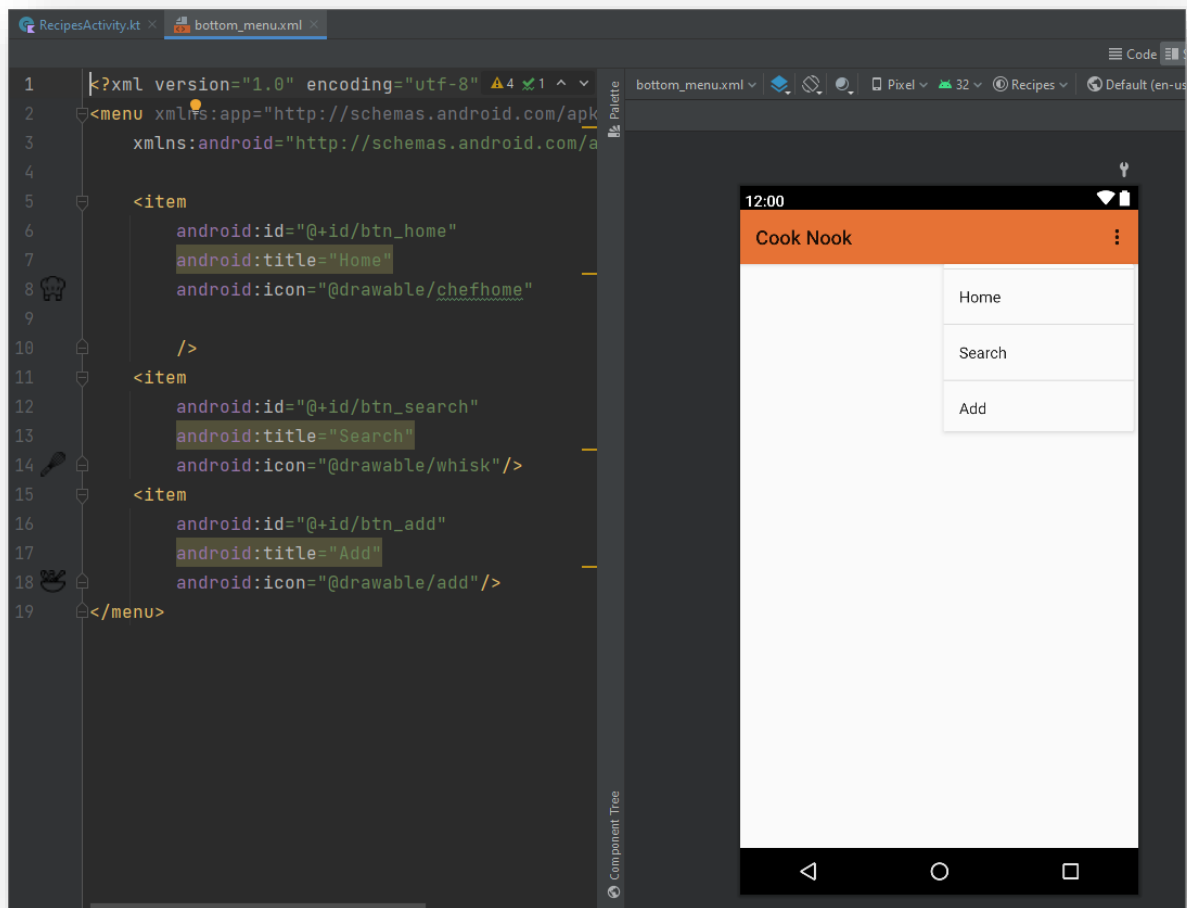 RecipesActivity.kt
bottom_menu.xml
Code
1 <?xml version="1.0" encoding="utf-8" 4 1
2 <menu xmlns:app="http://schemas.android.com/apk
3 xmlns:android="http://schemas.android.com/a
4
5 <item
6 android:id="@+id/btn_home"
7 android:title="Home"
8 android:icon="@drawable/chefhome"
9
10 />
11 <item
12 android:id="@+id/btn_search"
13 android:title="Search"
14 android:icon="@drawable/whisk"/>
15 <item
16 android:id="@+id/btn_add"
17 android:title="Add"
18 android:icon="@drawable/add"/>
19 </menu>
Palette
Component Tree
bottom_menu.xml Pixel 32 Recipes Default (en-us
12:00
Cook Nook
Home
Search
Add